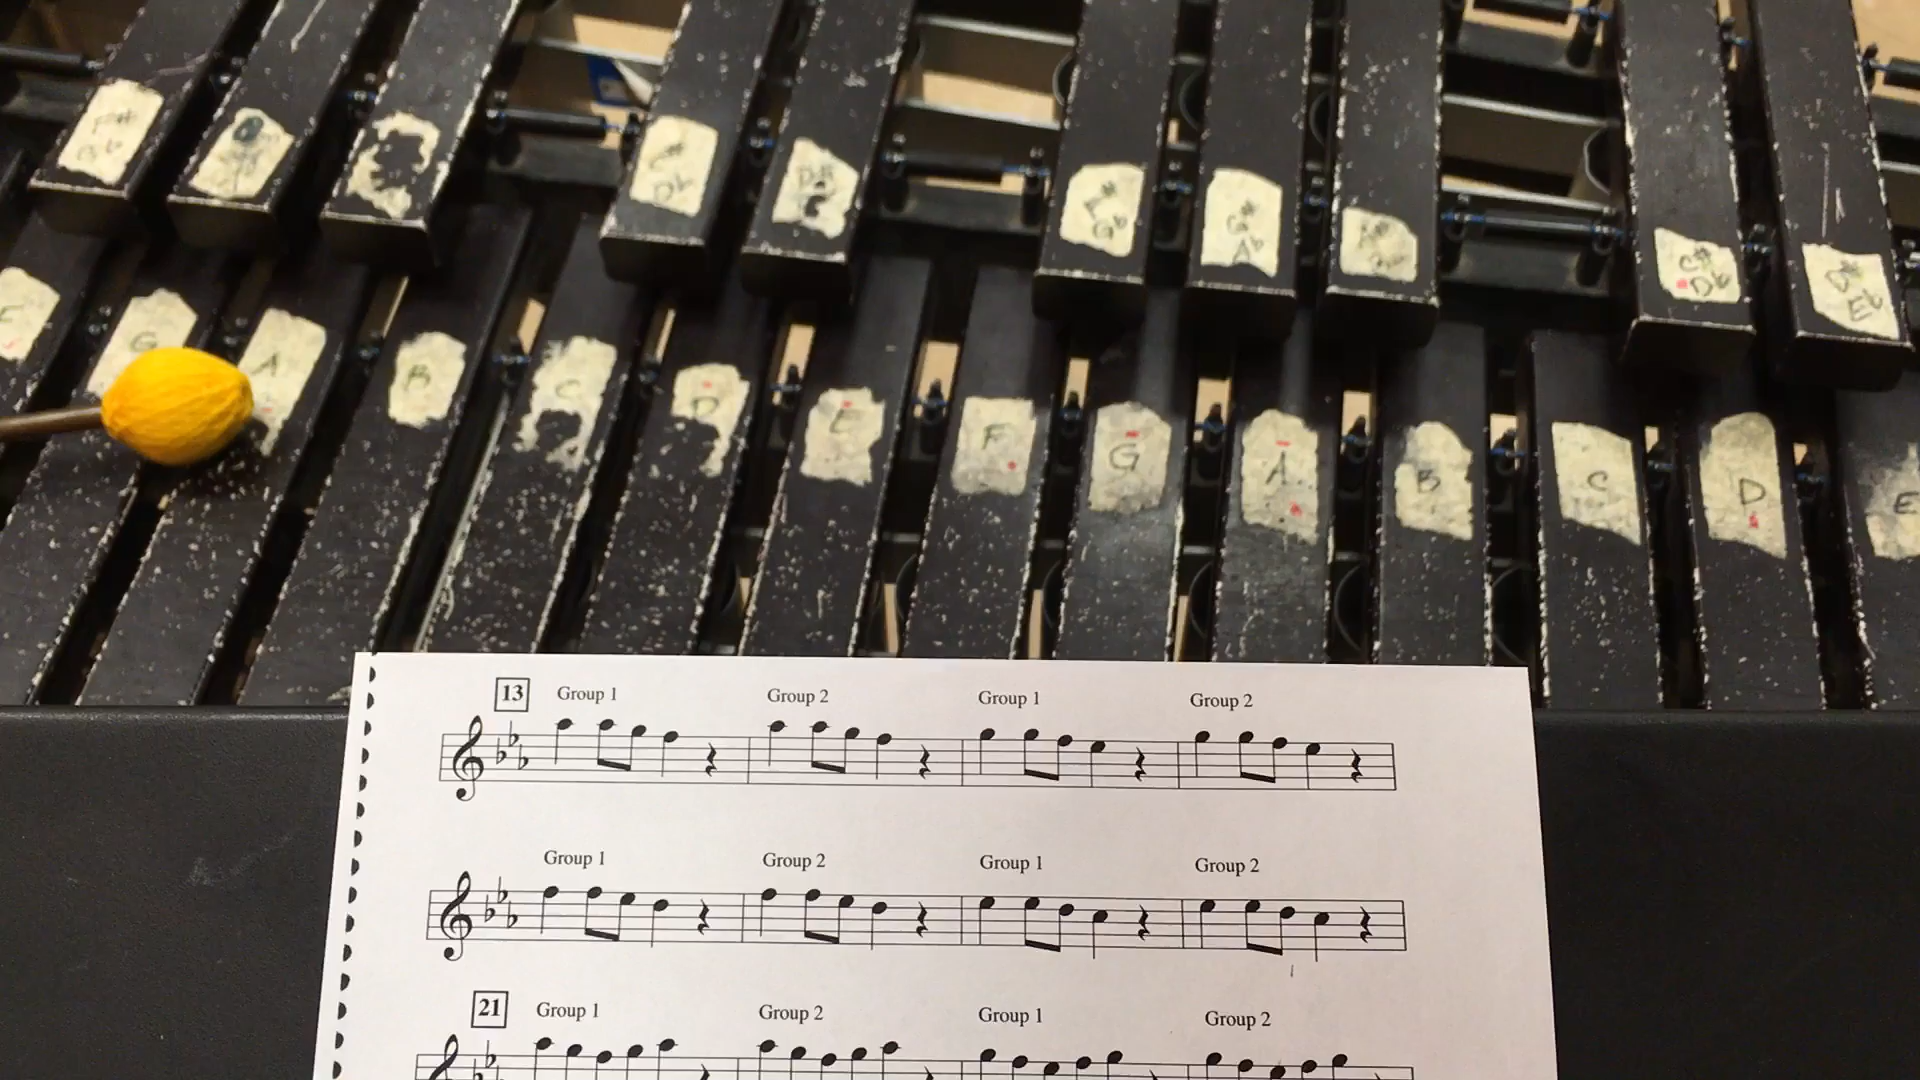 F# C# D# F# G# C# D#
Gb Db Gb Ab Db Eb
G A B C D E F G A B C D E
13 Group 1 Group 2 Group 1 Group 2
Group 1 Group 2 Group 1 Group 2
21 Group 1 Group 2 Group 1 Group 2